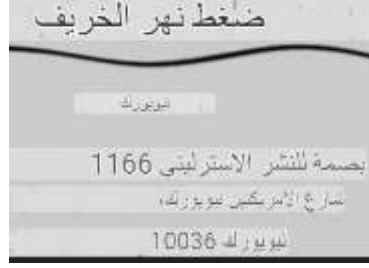 ضغط نهر الخريف
نيويورك
بصمة للنشر الاسترليني 1166
شارع الأمريكتين نيويورك،
نيويورك 10036